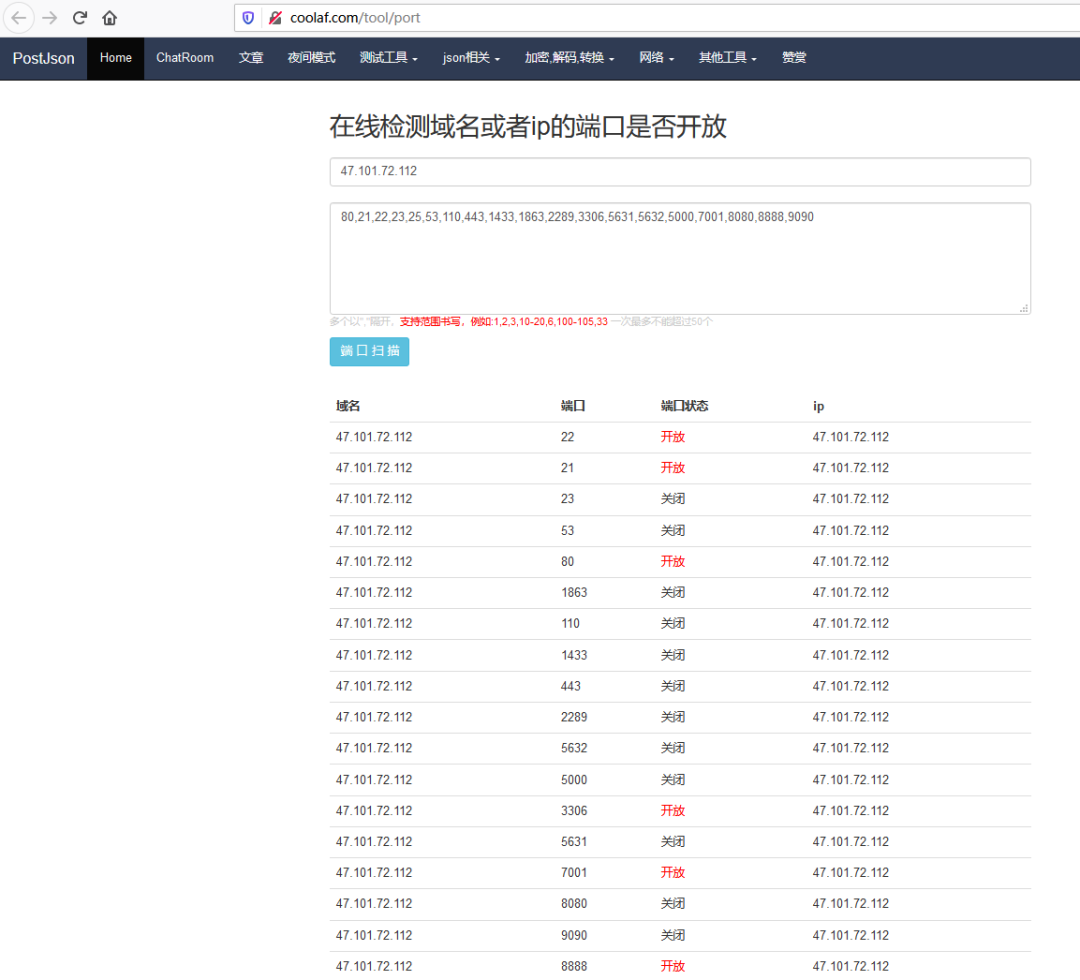 coolaf.com/tool/port
PostJson Home ChatRoom 文章 夜间模式 测试工具 json相关 加密,解码,转换 网络 其他工具 赞赏
在线检测域名或者ip的端口是否开放
47.101.72.112
80,21,22,23,25,53,110,443,1433,1863,2289,3306,5631,5632,5000,7001,8080,8888,9090
多个以","隔开，支持范围书写，例如:1,2,3,10-20,6,100-105,33 一次最多不能超过50个
端口扫描
域名 端口 端口状态 ip
47.101.72.112 22 开放 47.101.72.112
47.101.72.112 21 开放 47.101.72.112
47.101.72.112 23 关闭 47.101.72.112
47.101.72.112 53 关闭 47.101.72.112
47.101.72.112 80 开放 47.101.72.112
47.101.72.112 1863 关闭 47.101.72.112
47.101.72.112 110 关闭 47.101.72.112
47.101.72.112 1433 关闭 47.101.72.112
47.101.72.112 443 关闭 47.101.72.112
47.101.72.112 2289 关闭 47.101.72.112
47.101.72.112 5632 关闭 47.101.72.112
47.101.72.112 5000 关闭 47.101.72.112
47.101.72.112 3306 开放 47.101.72.112
47.101.72.112 5631 关闭 47.101.72.112
47.101.72.112 7001 开放 47.101.72.112
47.101.72.112 8080 关闭 47.101.72.112
47.101.72.112 9090 关闭 47.101.72.112
47.101.72.112 8888 开放 47.101.72.112